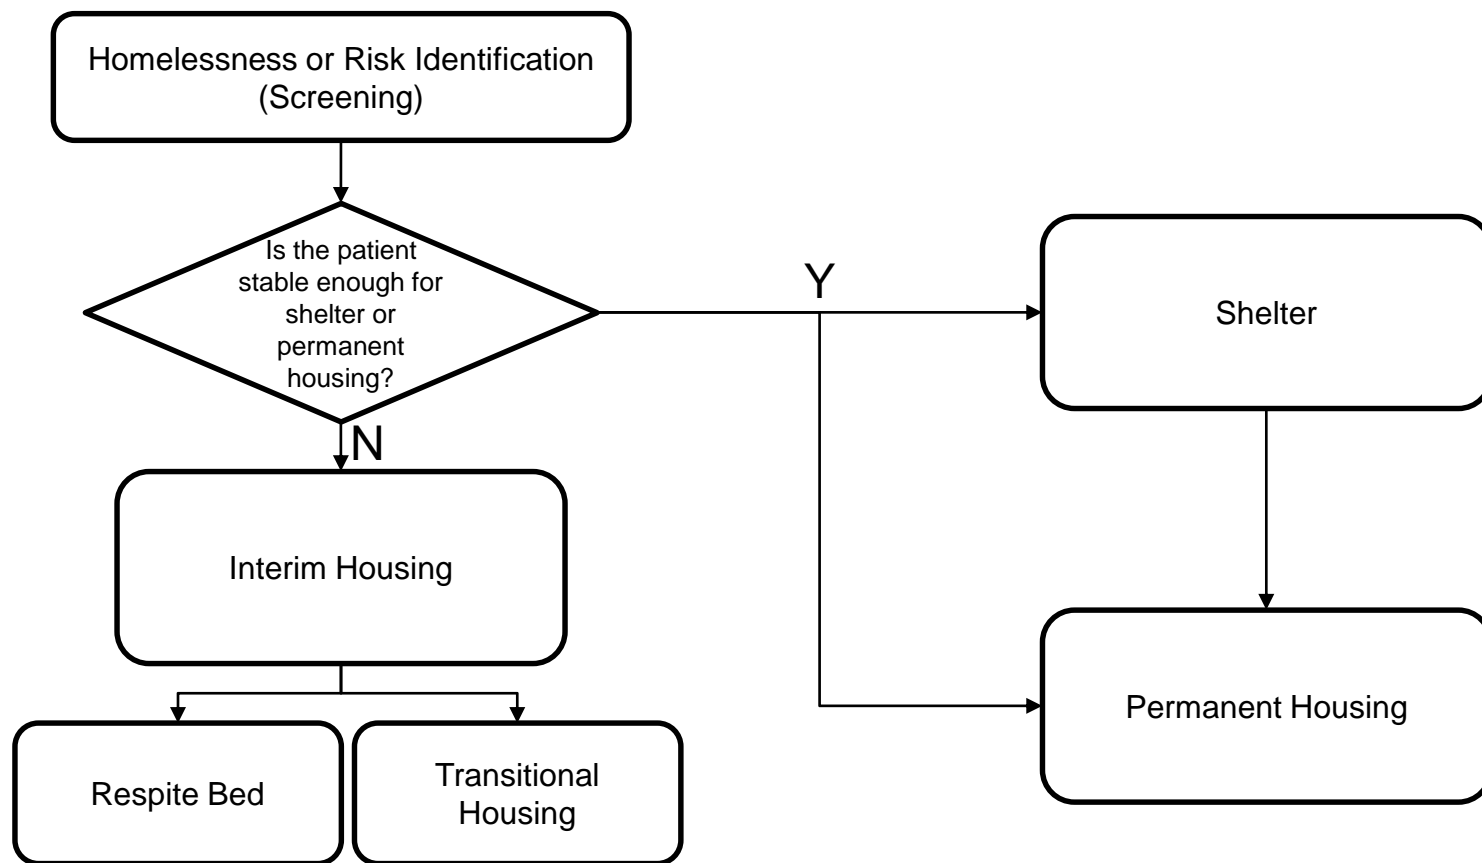 Homelessness or Risk Identification
(Screening)
Is the patient
stable enough for
shelter or
permanent
housing?
Y
Shelter
N
Interim Housing
Permanent Housing
Respite Bed
Transitional
Housing